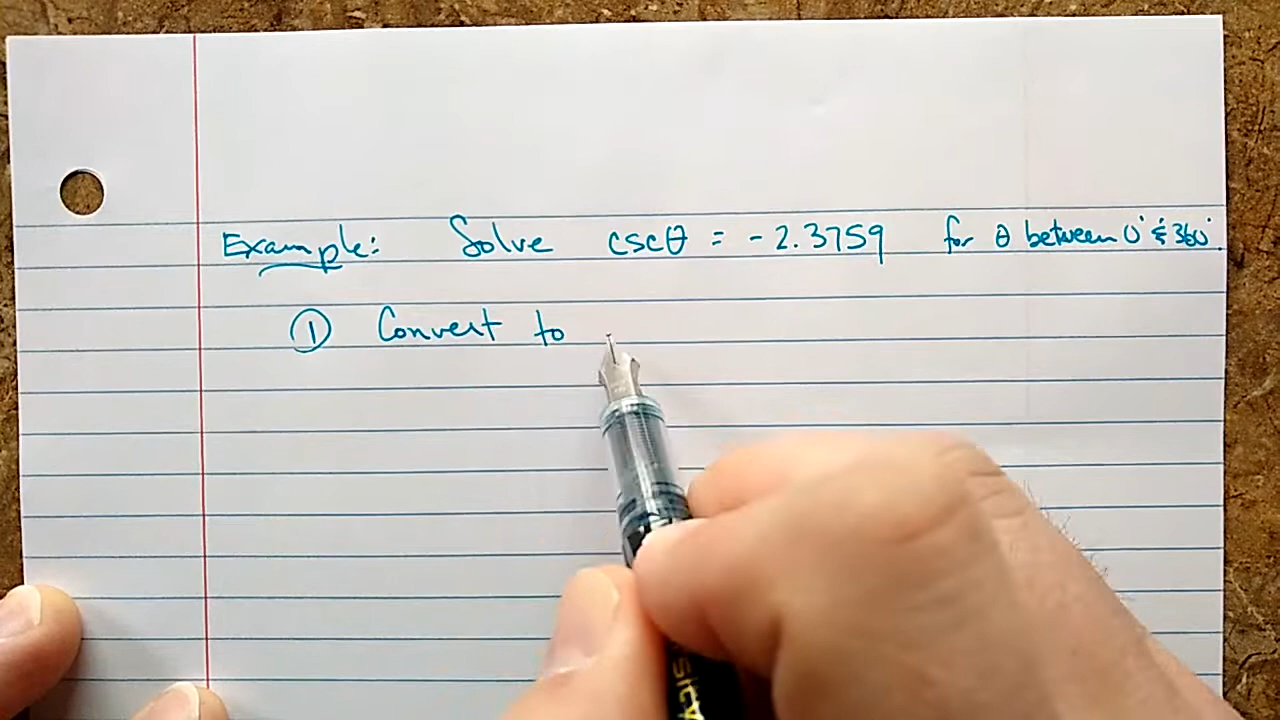 Example: Solve cscθ = -2.3759 for θ between 0° & 360°.
① Convert to